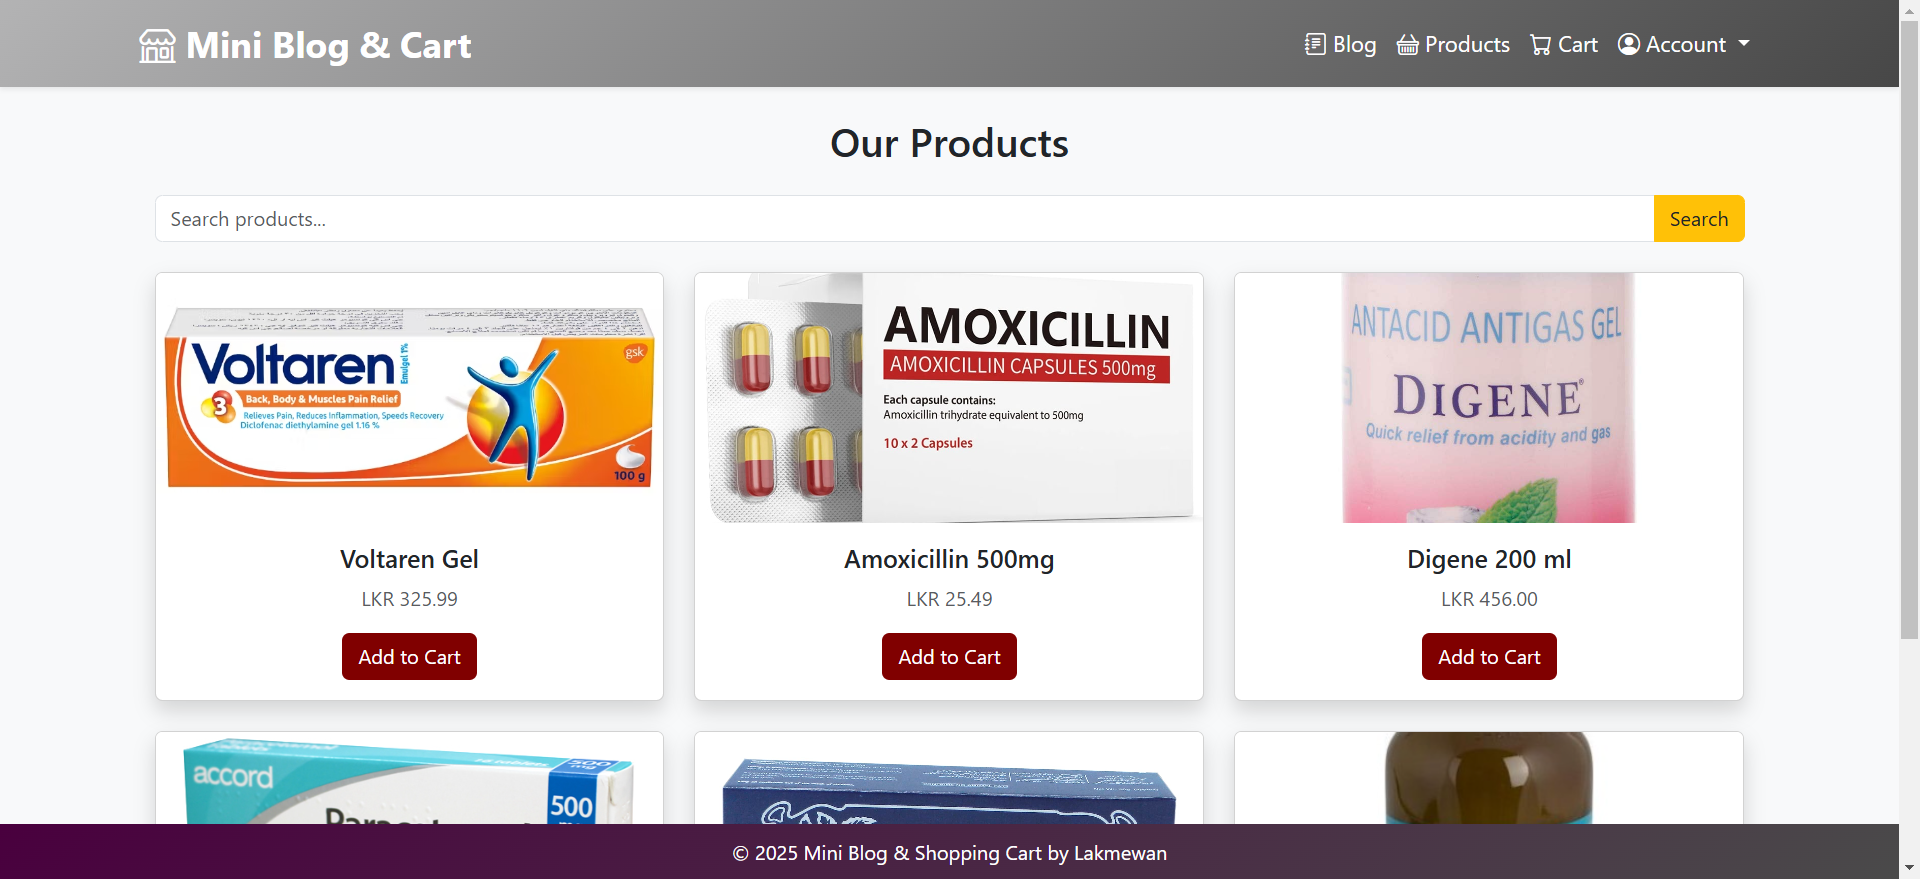 Mini Blog & Cart
Blog
Products
Cart
Account
Our Products
Search products...
Search
Voltaren
Emulgel 1%
gsk
3
Back, Body & Muscles Pain Relief
Relieves Pain, Reduces Inflammation, Speeds Recovery
Diclofenac diethylamine gel 1.16 %
100 g
AMOXICILLIN
AMOXICILLIN CAPSULES 500mg
Each capsule contains:
Amoxicillin trihydrate equivalent to 500mg
10 x 2 Capsules
ANTACID ANTIGAS GEL
DIGENE®
Quick relief from acidity and gas
Voltaren Gel
Amoxicillin 500mg
Digene 200 ml
LKR 325.99
LKR 25.49
LKR 456.00
Add to Cart
Add to Cart
Add to Cart
accord
500
mg
500
© 2025 Mini Blog & Shopping Cart by Lakmewan